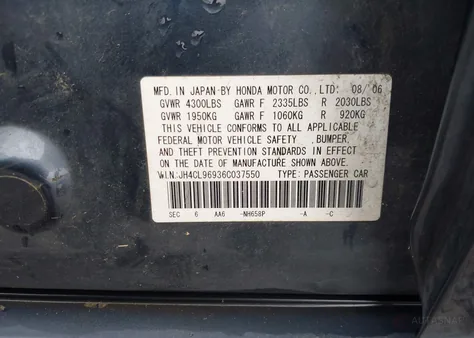 MFD. IN JAPAN-BY HONDA MOTOR CO., LTD: 08/06
GVWR 4300LBS GAWR F 2335LBS R 2030LBS
GVWR 1950KG GAWR F 1060KG R 920KG
THIS VEHICLE CONFORMS TO ALL APPLICABLE
FEDERAL MOTOR VEHICLE SAFETY ,BUMPER,
AND THEFT PREVENTION STANDARDS IN EFFECT
ON THE DATE OF MANUFACTURE SHOWN ABOVE.
V.I.N.:JH4CL96936C037550 TYPE: PASSENGER CAR
SEC 6 AA6 -NH658P -A -C